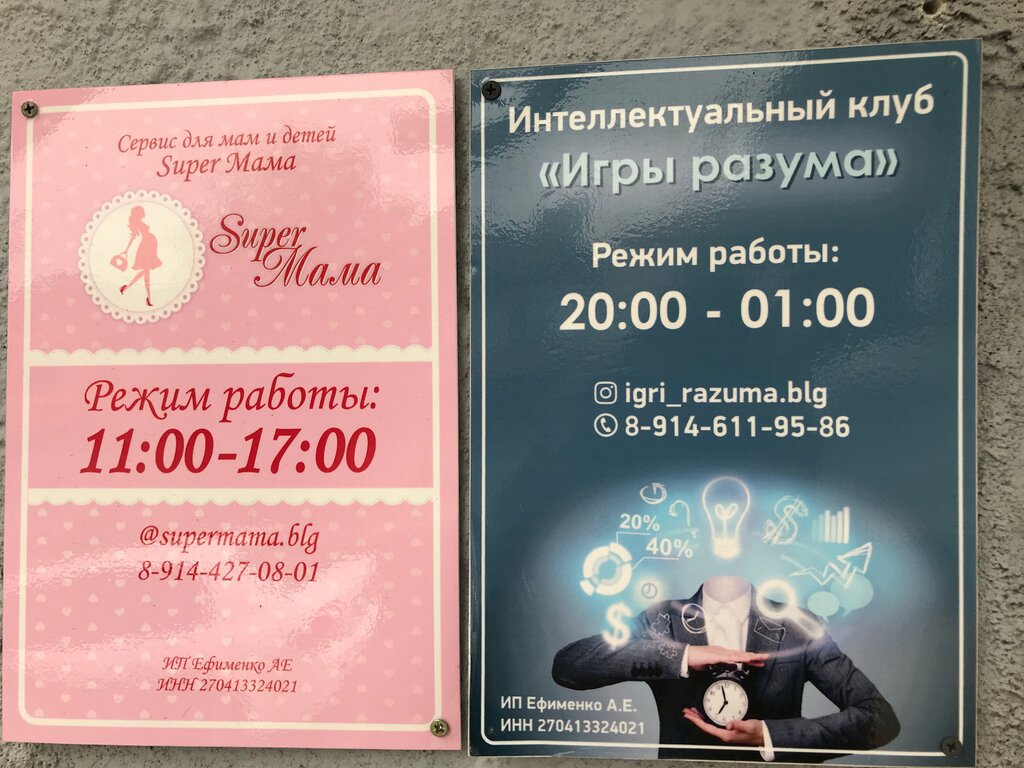 Сервис для мам и детей
Super Мама
Super
Мама
Режим работы:
11:00-17:00
@supermama.blg
8-914-427-08-01
ИП Ефименко АЕ
ИНН 270413324021
Интеллектуальный клуб
«Игры разума»
Режим работы:
20:00 - 01:00
igri_razuma.blg
8-914-611-95-86
20%
40%
$
$
ИП Ефименко А.Е.
ИНН 270413324021